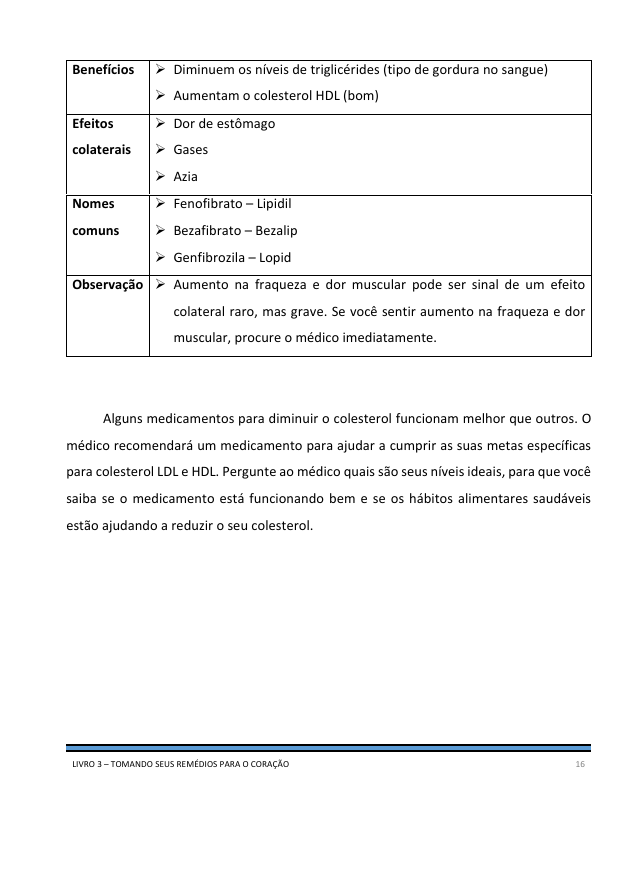 Benefícios
➢ Diminuem os níveis de triglicérides (tipo de gordura no sangue)
➢ Aumentam o colesterol HDL (bom)
Efeitos colaterais
➢ Dor de estômago
➢ Gases
➢ Azia
Nomes comuns
➢ Fenofibrato – Lipidil
➢ Bezafibrato – Bezalip
➢ Genfibrozila – Lopid
Observação
➢ Aumento na fraqueza e dor muscular pode ser sinal de um efeito
colateral raro, mas grave. Se você sentir aumento na fraqueza e dor
muscular, procure o médico imediatamente.
Alguns medicamentos para diminuir o colesterol funcionam melhor que outros. O
médico recomendará um medicamento para ajudar a cumprir as suas metas específicas
para colesterol LDL e HDL. Pergunte ao médico quais são seus níveis ideais, para que você
saiba se o medicamento está funcionando bem e se os hábitos alimentares saudáveis
estão ajudando a reduzir o seu colesterol.
LIVRO 3 – TOMANDO SEUS REMÉDIOS PARA O CORAÇÃO
16